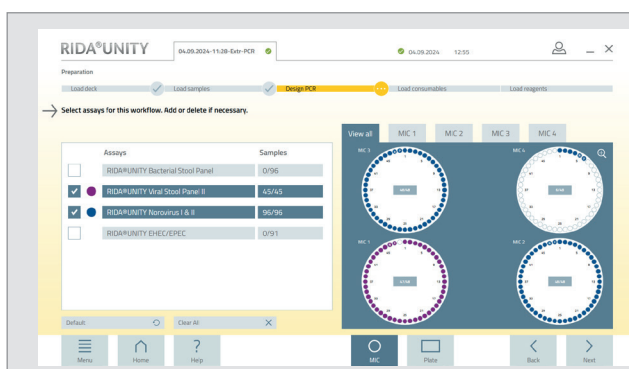 RIDA®UNITY
04.09.2024-11:28-Extr-PCR
04.09.2024 12:55
Preparation
Load deck
Load samples
Design PCR
Load consumables
Load reagents
Select assays for this workflow. Add or delete if necessary.
View all
MIC 1
MIC 2
MIC 3
MIC 4
Assays
Samples
RIDA®UNITY Bacterial Stool Panel
0/96
RIDA®UNITY Viral Stool Panel II
45/45
RIDA®UNITY Norovirus I & II
96/96
RIDA®UNITY EHEC/EPEC
0/91
MIC 3
MIC 4
MIC 1
Default
Clear All
Menu
Home
Help
MIC
Plate
Back
Next